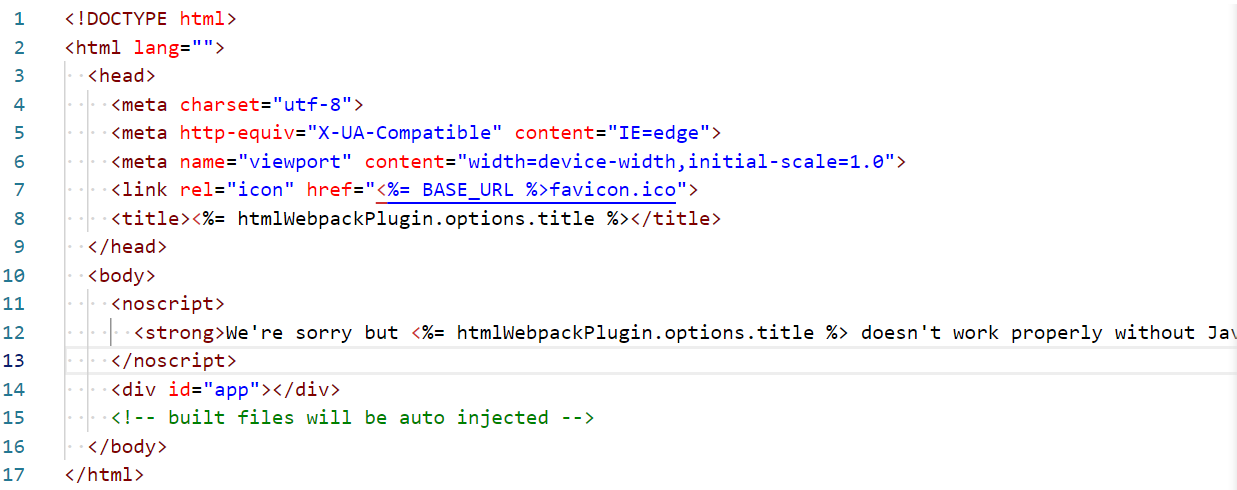 1 <!DOCTYPE html>
2 <html lang="">
3 <head>
4 <meta charset="utf-8">
5 <meta http-equiv="X-UA-Compatible" content="IE=edge">
6 <meta name="viewport" content="width=device-width,initial-scale=1.0">
7 <link rel="icon" href="<%= BASE_URL %>favicon.ico">
8 <title><%= htmlWebpackPlugin.options.title %></title>
9 </head>
10 <body>
11 <noscript>
12 <strong>We're sorry but <%= htmlWebpackPlugin.options.title %> doesn't work properly without Jav
13 </noscript>
14 <div id="app"></div>
15 <!-- built files will be auto injected -->
16 </body>
17 </html>